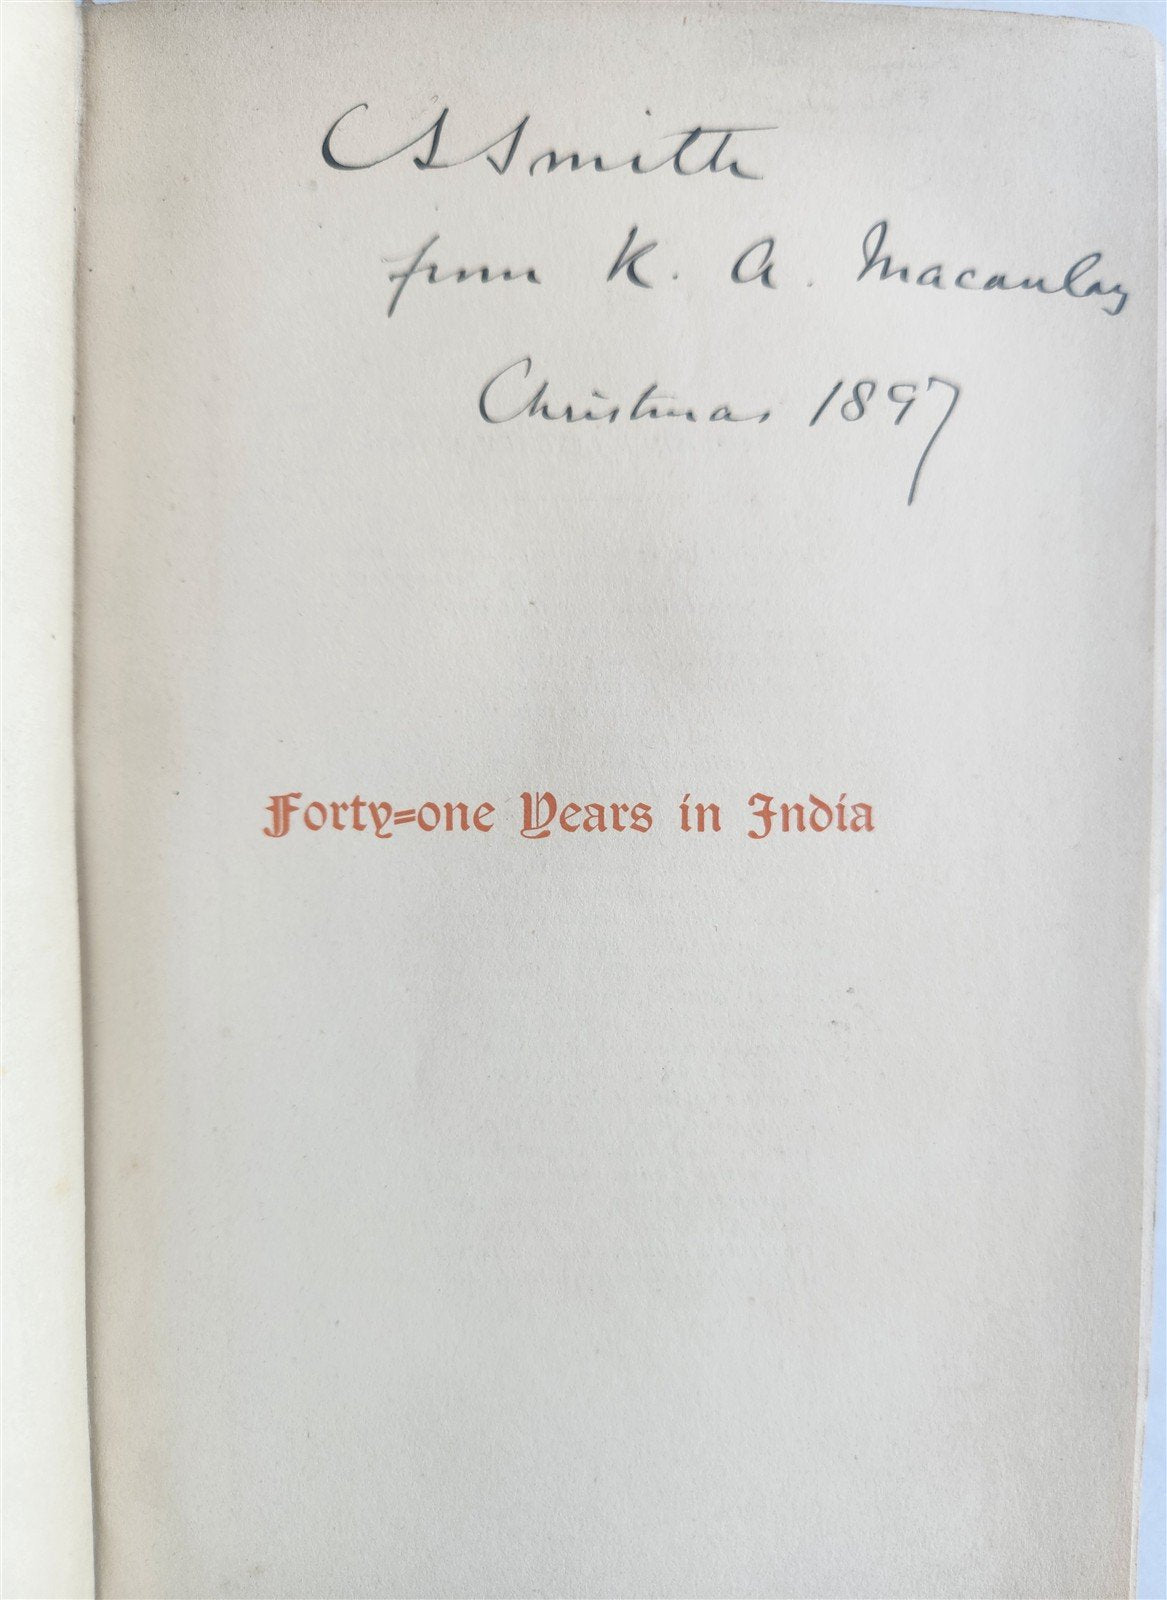 C S Smith
from K. A. Macaulay
Christmas 1897
Forty=one Years in India